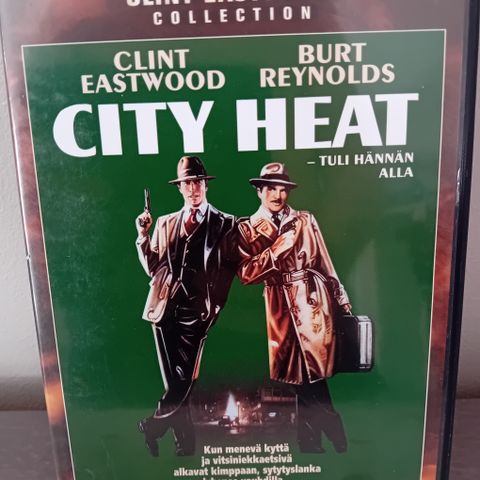 COLLECTION
CLINT EASTWOOD
BURT REYNOLDS
CITY HEAT
– TULI HÄNNÄN
ALLA
Kun menevä kyttä
ja vitsiniekkaetsivä
alkavat kimppaan, sytytyslanka